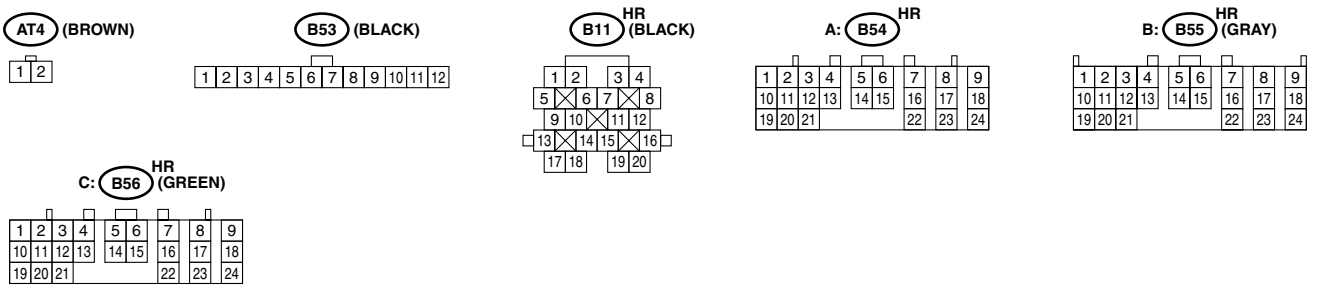 AT4 (BROWN)
1 2
B53 (BLACK)
1 2 3 4 5 6 7 8 9 10 11 12
HR
B11 (BLACK)
1 2 3 4
5 6 7 8
9 10 11 12
13 14 15 16
17 18 19 20
HR
A: B54
1 2 3 4 5 6 7 8 9
10 11 12 13 14 15 16 17 18
19 20 21 22 23 24
HR
B: B55 (GRAY)
1 2 3 4 5 6 7 8 9
10 11 12 13 14 15 16 17 18
19 20 21 22 23 24
HR
C: B56 (GREEN)
1 2 3 4 5 6 7 8 9
10 11 12 13 14 15 16 17 18
19 20 21 22 23 24